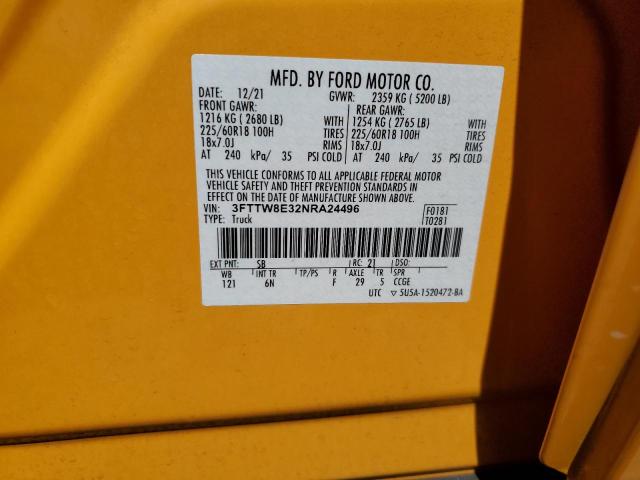 MFD. BY FORD MOTOR CO.
DATE: 12/21 GVWR: 2359 KG ( 5200 LB)
FRONT GAWR: REAR GAWR:
1216 KG ( 2680 LB) WITH 1254 KG ( 2765 LB) WITH
225/60R18 100H TIRES 225/60R18 100H TIRES
18x7.0J RIMS 18x7.0J RIMS
AT 240 kPa/ 35 PSI COLD AT 240 kPa/ 35 PSI COLD
THIS VEHICLE CONFORMS TO ALL APPLICABLE FEDERAL MOTOR
VEHICLE SAFETY AND THEFT PREVENTION STANDARDS IN
EFFECT ON THE DATE OF MANUFACTURE SHOWN ABOVE.
VIN: 3FTTW8E32NRA24496 F0181
TYPE: Truck T0281
EXT PNT: SB RC: 21 DSO:
WB INT TR TP/PS R AXLE TR SPR
121 6N F 29 5 CCGE
UTC ▽ 5U5A-1520472-BA